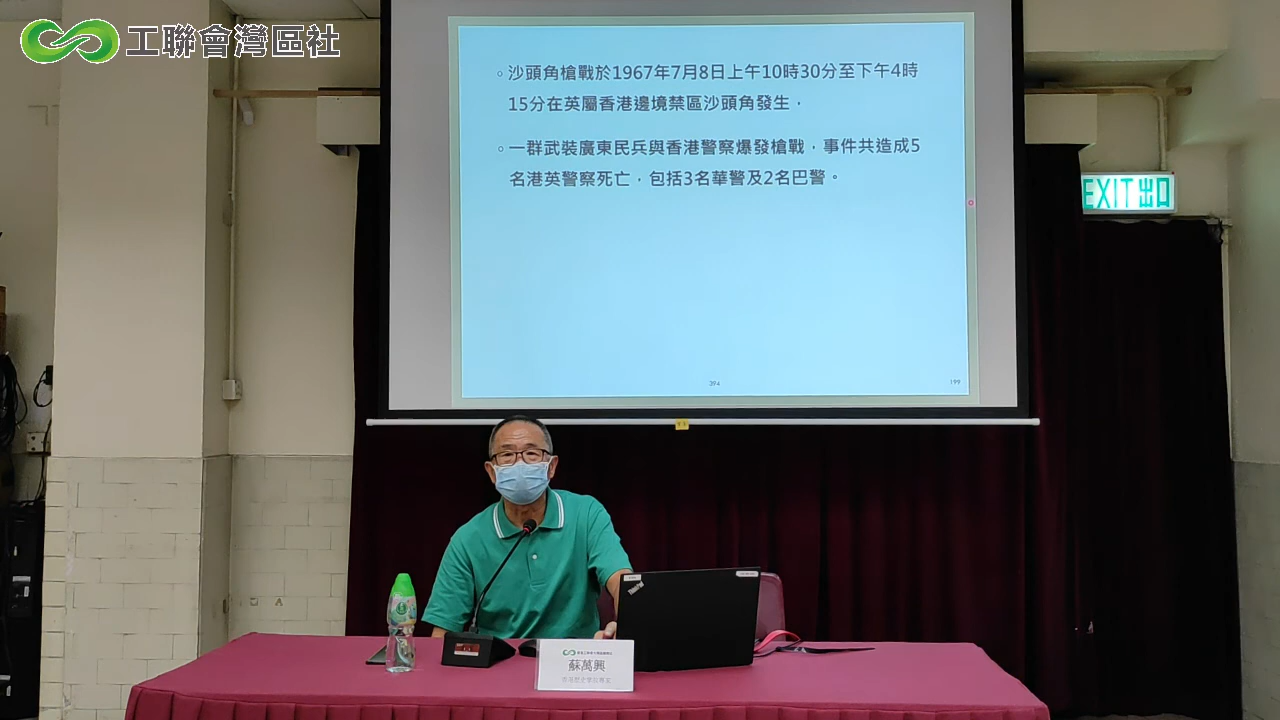 工聯會灣區社
。沙頭角槍戰於1967年7月8日上午10時30分至下午4時
15分在英屬香港邊境禁區沙頭角發生，
。一群武裝廣東民兵與香港警察爆發槍戰，事件共造成5
名港英警察死亡，包括3名華警及2名巴警。
204
199
EXIT 出口
ThinkPad
蘇萬興